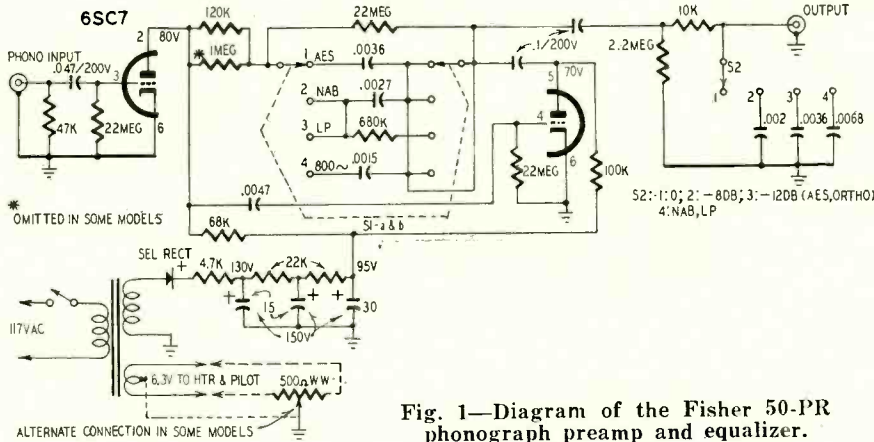 6SC7
120K
22MEG
10K
OUTPUT
PHONO INPUT
2
80V
*
1MEG
1
AES
.0036
.1/200V
2.2MEG
S2
.047/200V
3
5
70V
1
2
3
4
2
NAB
.0027
4
47K
22MEG
6
3
LP
680K
6
.002
.0036
.0068
4
800~
.0015
22MEG
100K
S2:-1:0; 2:-8DB; 3:-12DB (AES,ORTHO)
4:NAB, LP
.0047
* OMITTED IN SOME MODELS
S1-a & b
68K
SEL RECT
+
4.7K
130V
22K
95V
+
+
+
15
30
117VAC
150V
6.3V TO HTR & PILOT
500Ω WW
ALTERNATE CONNECTION IN SOME MODELS
Fig. 1—Diagram of the Fisher 50-PR
phonograph preamp and equalizer.